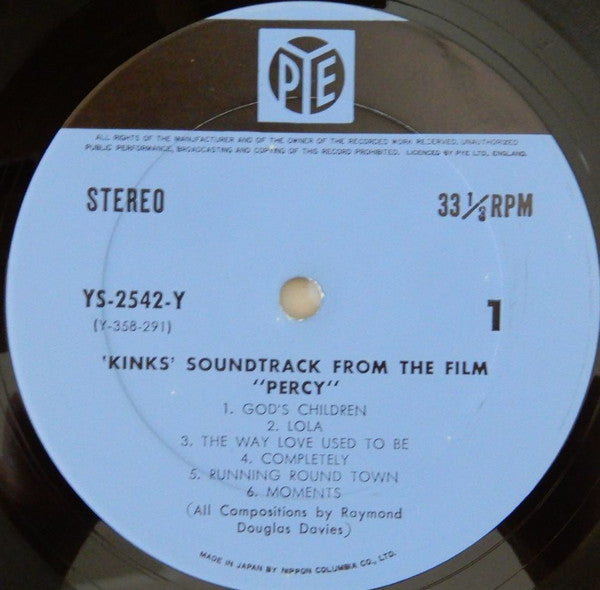 PYE
ALL RIGHTS OF THE MANUFACTURER AND OF THE OWNER OF THE RECORDED WORK RESERVED. UNAUTHORIZED
PUBLIC PERFORMANCE, BROADCASTING AND COPYING OF THIS RECORD PROHIBITED. LICENCED BY PYE LTD, ENGLAND.
STEREO
33 1/3 RPM
YS-2542-Y
(Y-358-291)
1
'KINKS' SOUNDTRACK FROM THE FILM
"PERCY"
1. GOD'S CHILDREN
2. LOLA
3. THE WAY LOVE USED TO BE
4. COMPLETELY
5. RUNNING ROUND TOWN
6. MOMENTS
(All Compositions by Raymond
Douglas Davies)
MADE IN JAPAN BY NIPPON COLUMBIA CO., LTD.